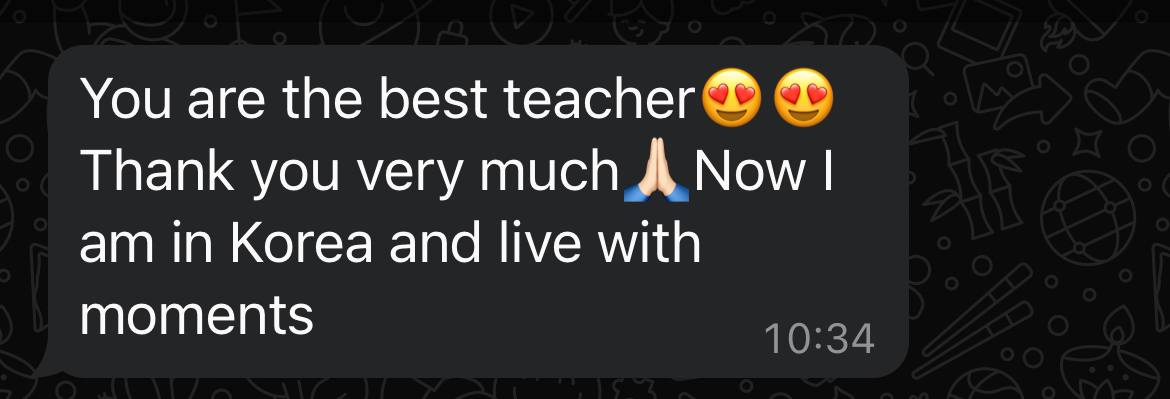 You are the best teacher😍😍
Thank you very much🙏🏻Now I
am in Korea and live with
moments
10:34